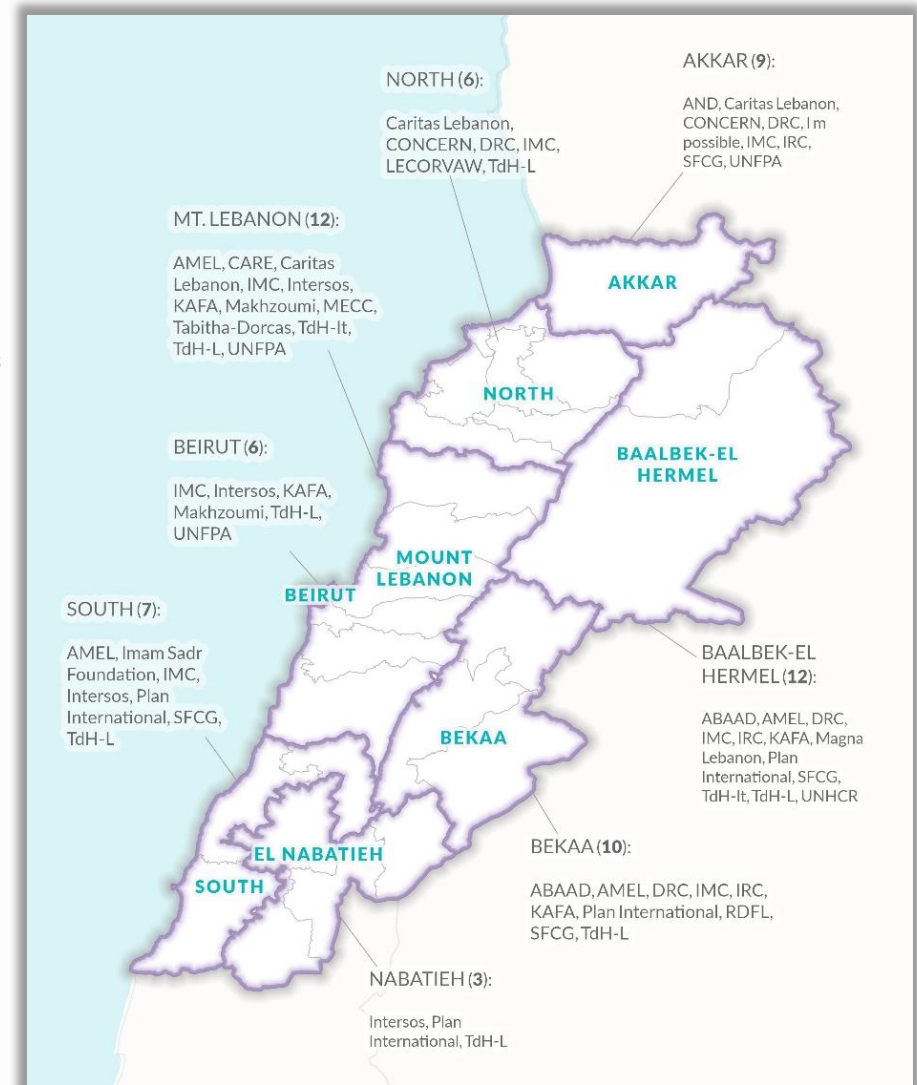 NORTH (6):
Caritas Lebanon,
CONCERN, DRC, IMC,
LECORVAW, TdH-L
AKKAR (9):
AND, Caritas Lebanon,
CONCERN, DRC, I m
possible, IMC, IRC,
SFCG, UNFPA
MT. LEBANON (12):
AMEL, CARE, Caritas
Lebanon, IMC, Intersos,
KAFA, Makhzoumi, MECC,
Tabitha-Dorcas, TdH-It,
TdH-L, UNFPA
BEIRUT (6):
IMC, Intersos, KAFA,
Makhzoumi, TdH-L,
UNFPA
SOUTH (7):
AMEL, Imam Sadr
Foundation, IMC,
Intersos, Plan
International, SFCG,
TdH-L
AKKAR
NORTH
BAALBEK-EL
HERMEL
MOUNT
LEBANON
BEIRUT
BEKAA
EL NABATIEH
SOUTH
BAALBEK-EL
HERMEL (12):
ABAAD, AMEL, DRC,
IMC, IRC, KAFA, Magna
Lebanon, Plan
International, SFCG,
TdH-It, TdH-L, UNHCR
BEKAA (10):
ABAAD, AMEL, DRC, IMC, IRC,
KAFA, Plan International, RDFL,
SFCG, TdH-L
NABATIEH (3):
Intersos, Plan
International, TdH-L